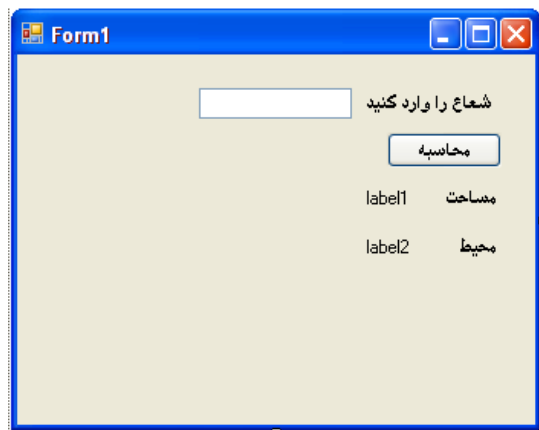 Form1
شعاع را وارد کنید
محاسبه
مساحت label1
محیط label2